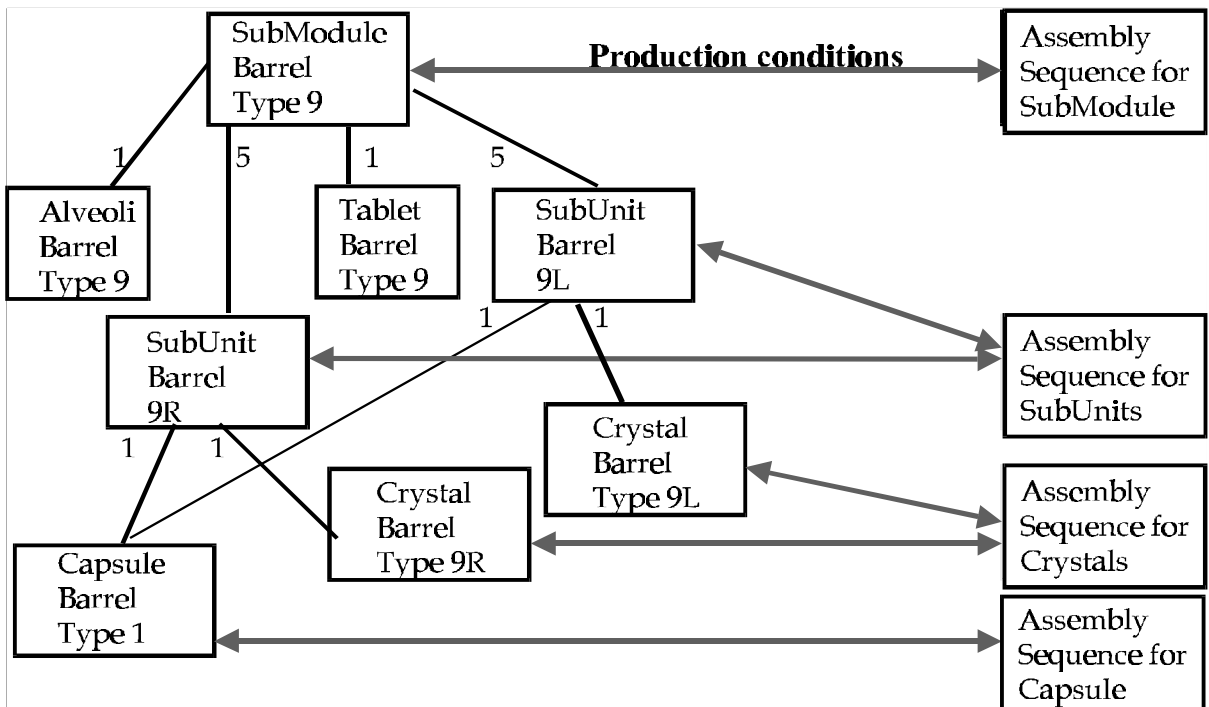 SubModule
Barrel
Type 9
Production conditions
Assembly
Sequence for
SubModule
1
5
1
5
Alveoli
Barrel
Type 9
Tablet
Barrel
Type 9
SubUnit
Barrel
9L
1
1
SubUnit
Barrel
9R
Assembly
Sequence for
SubUnits
1
1
Crystal
Barrel
Type 9L
Crystal
Barrel
Type 9R
Assembly
Sequence for
Crystals
Capsule
Barrel
Type 1
Assembly
Sequence for
Capsule